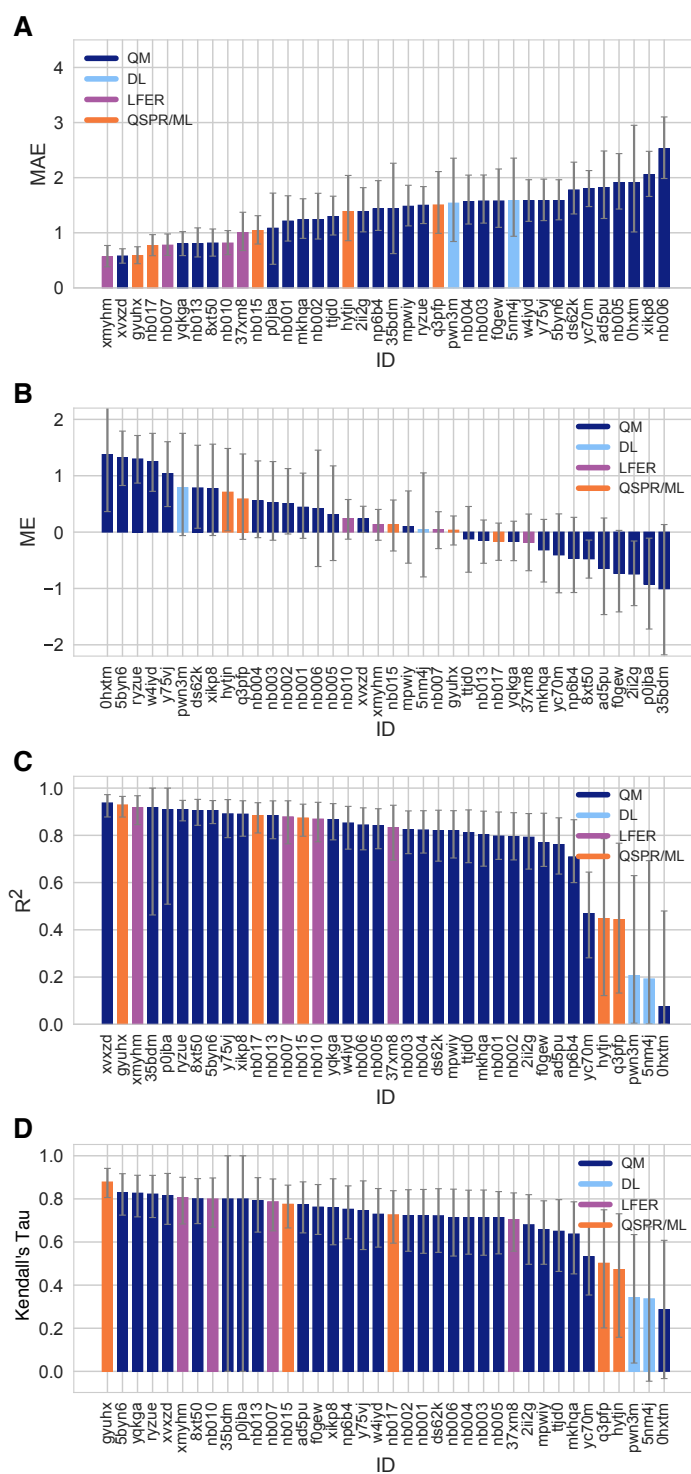 A
MAE
4
3
2
1
0
QM
DL
LFER
QSPR/ML
xmyhm xvxzd gyuhx nb017 nb007 yqkga nb013 8xt50 nb010 37xm8 nb015 p0jba nb001 mkhqa nb002 ttjd0 hytjn 2ii2g np6b4 35bdm mpwiy ryzue q3pfp pwn3m nb004 nb003 f0gew 5nm4j w4iyd y75vj 5byn6 ds62k yc70m ad5pu nb005 0hxtm xikp8 nb006
ID
B
ME
2
1
0
−1
−2
QM
DL
LFER
QSPR/ML
0hxtm 5byn6 ryzue w4iyd y75vj pwn3m ds62k xikp8 hytjn q3pfp nb004 nb003 nb002 nb001 nb006 nb005 nb010 xvxzd xmyhm nb015 mpwiy 5nm4j nb007 gyuhx ttjd0 nb013 nb017 yqkga 37xm8 mkhqa yc70m np6b4 8xt50 ad5pu f0gew 2ii2g p0jba 35bdm
ID
C
R²
1.0
0.8
0.6
0.4
0.2
0.0
QM
DL
LFER
QSPR/ML
xvxzd gyuhx xmyhm 35bdm p0jba ryzue 8xt50 5byn6 y75vj xikp8 nb017 nb013 nb007 nb015 nb010 yqkga w4iyd nb006 nb005 37xm8 nb003 nb004 ds62k mpwiy ttjd0 mkhqa nb001 nb002 2ii2g f0gew ad5pu np6b4 yc70m hytjn q3pfp pwn3m 5nm4j 0hxtm
ID
D
Kendall's Tau
1.0
0.8
0.6
0.4
0.2
0.0
QM
DL
LFER
QSPR/ML
gyuhx 5byn6 yqkga ryzue xvxzd xmyhm 8xt50 nb010 35bdm p0jba nb013 nb007 nb015 ad5pu f0gew xikp8 np6b4 y75vj w4iyd nb017 nb002 nb001 ds62k nb006 nb004 nb003 nb005 37xm8 2ii2g mpwiy ttjd0 mkhqa yc70m q3pfp hytjn pwn3m 5nm4j 0hxtm
ID